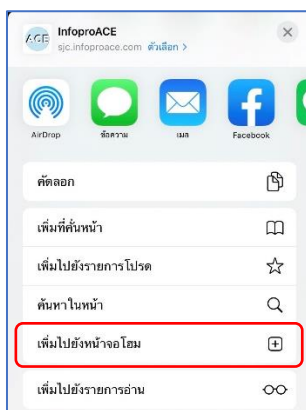 ACE
InfoproACE
sjc.infoproace.com ตัวเลือก >
AirDrop ข้อความ เมล Facebook
คัดลอก
เพิ่มที่คั่นหน้า
เพิ่มไปยังรายการโปรด
ค้นหาในหน้า
เพิ่มไปยังหน้าจอโฮม
เพิ่มไปยังรายการอ่าน